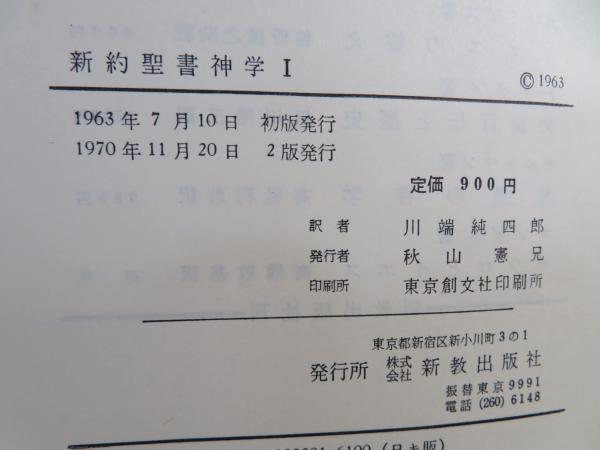 新約聖書神学 I
©1963
1963年 7月10日 初版発行
1970年11月20日 2版発行
定価 900円
訳者 川端純四郎
発行者 秋山憲兄
印刷所 東京創文社印刷所
東京都新宿区新小川町3の1
発行所 株式会社 新教出版社
振替東京 9991
電話 (260) 6148
(日キ版)